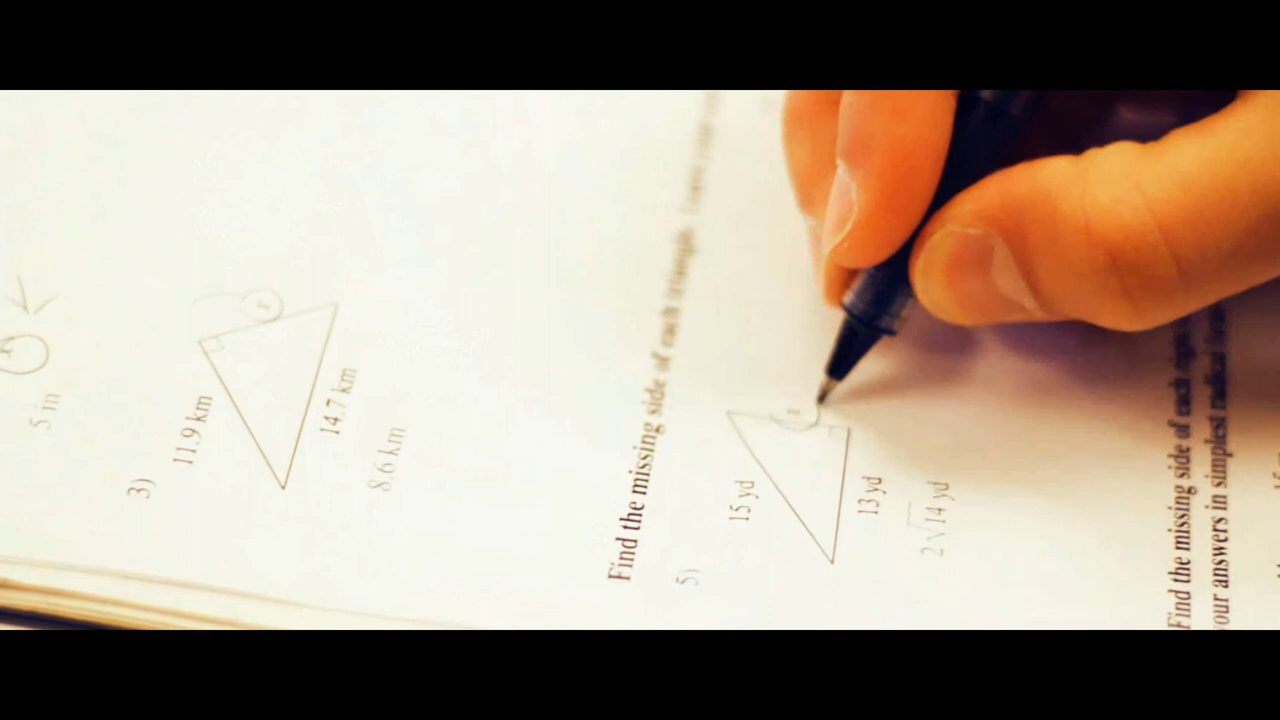 5 in
3)
11.9 km
x
14.7 km
8.6 km
Find the missing side of each triangle.
5)
15 yd
x
13 yd
2√14 yd
Find the missing side of each
your answers in simplest radical